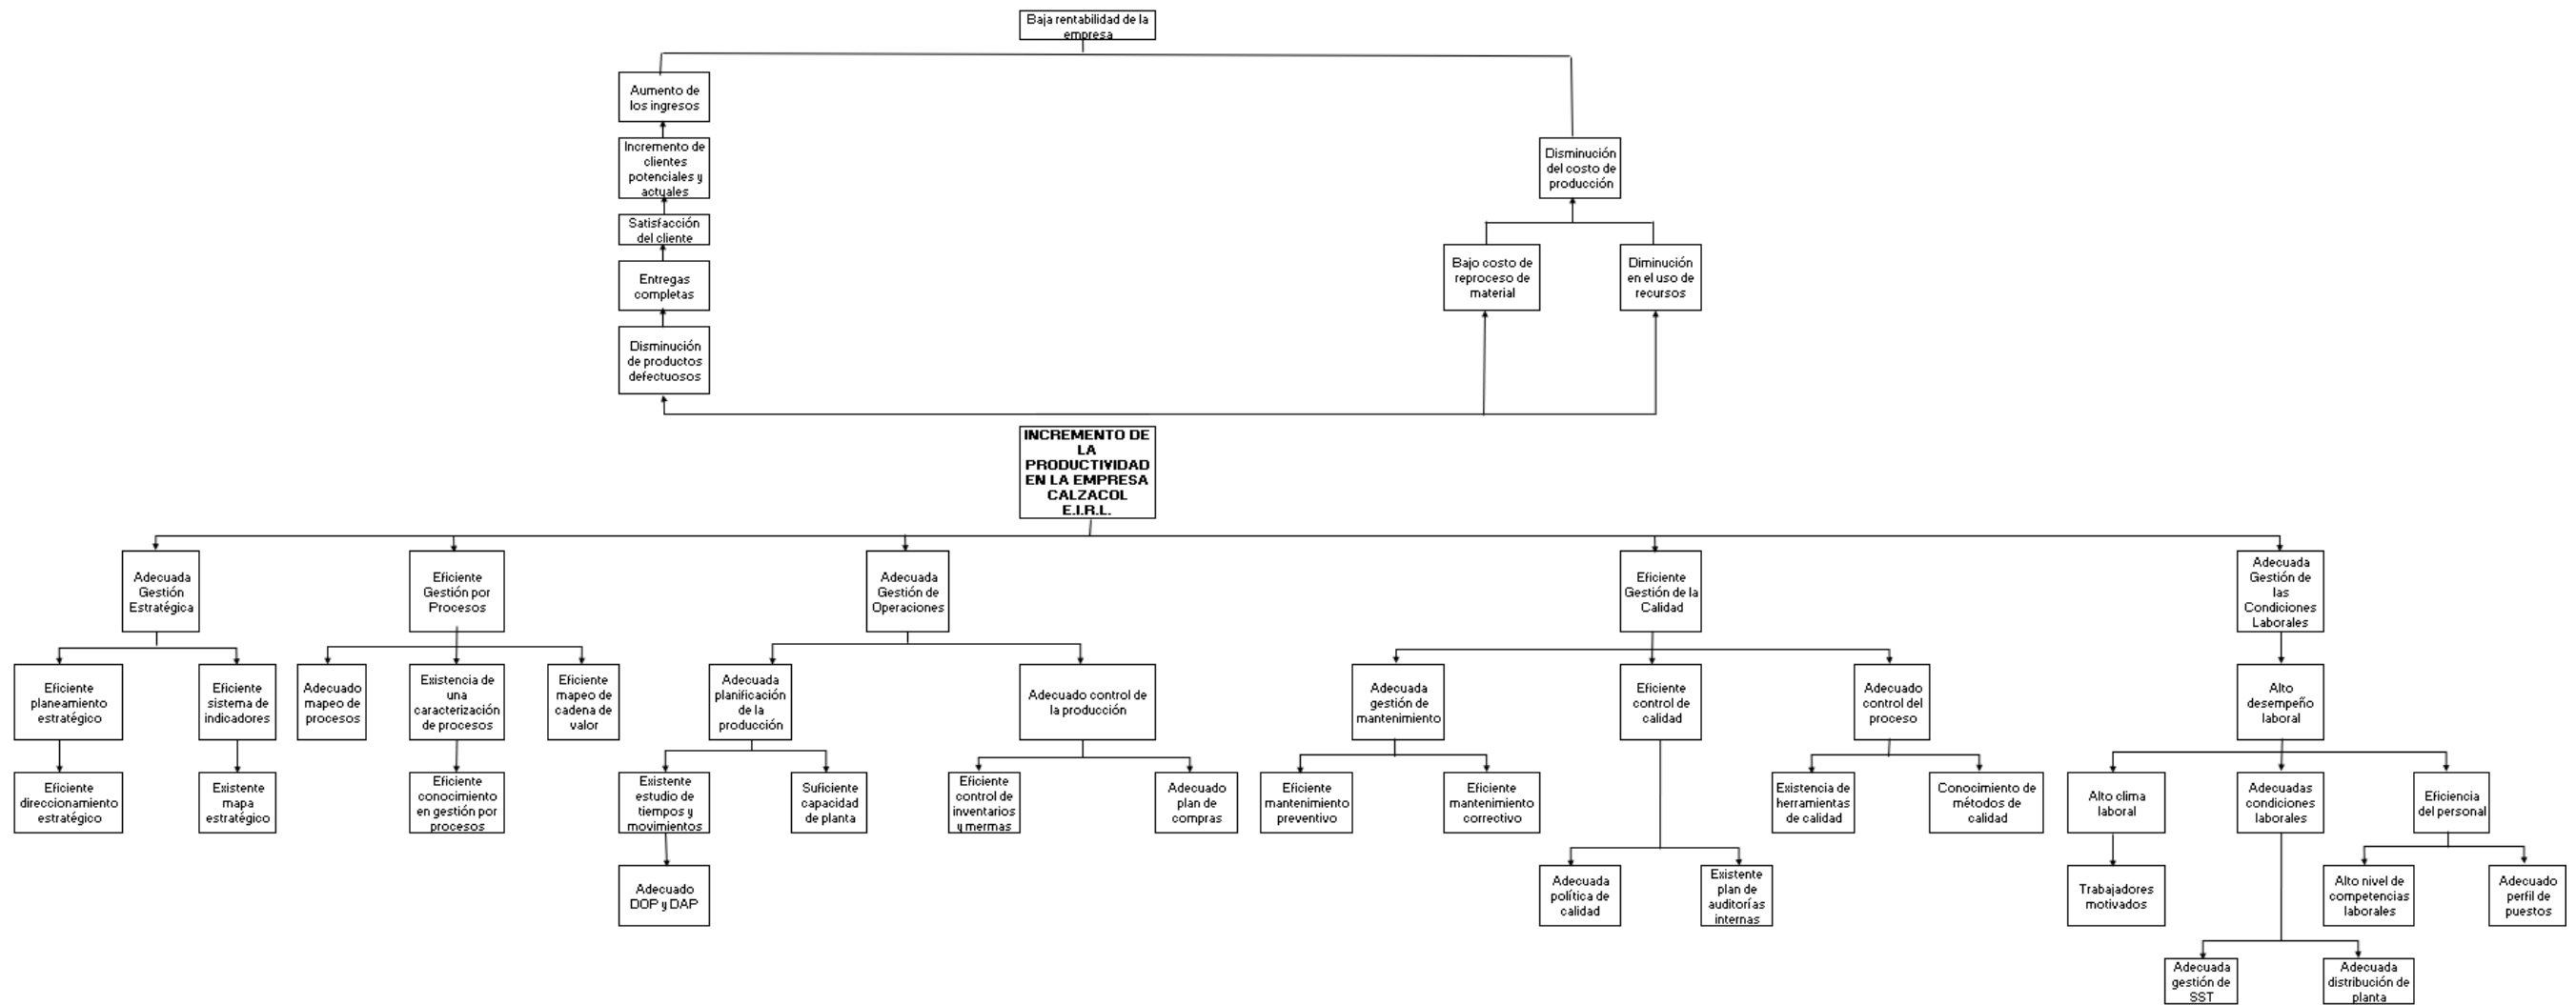 Baja rentabilidad de la
empresa
Aumento de
los ingresos
Incremento de
clientes
potenciales y
actuales
Disminución
del costo de
producción
Satisfacción
del cliente
Entregas
completas
Bajo costo de
reproceso de
material
Diminución
en el uso de
recursos
Disminución
de productos
defectuosos
INCREMENTO DE
LA
PRODUCTIVIDAD
EN LA EMPRESA
CALZACOL
E.I.R.L.
Adecuada
Gestión
Estratégica
Eficiente
Gestión por
Procesos
Adecuada
Gestión de
Operaciones
Eficiente
Gestión de la
Calidad
Adecuada
Gestión de
las
Condiciones
Laborales
Eficiente
planeamiento
estratégico
Eficiente
sistema de
indicadores
Adecuado
mapeo de
procesos
Existencia de
una
caracterización
de procesos
Eficiente
mapeo de
cadena de
valor
Adecuada
planificación
de la
producción
Adecuado control de
la producción
Adecuada
gestión de
mantenimiento
Eficiente
control de
calidad
Adecuado
control del
proceso
Alto
desempeño
laboral
Eficiente
direccionamiento
estratégico
Existente
mapa
estratégico
Eficiente
conocimiento
en gestión por
procesos
Existente
estudio de
tiempos y
movimientos
Suficiente
capacidad
de planta
Eficiente
control de
inventarios
y mermas
Adecuado
plan de
compras
Eficiente
mantenimiento
preventivo
Eficiente
mantenimiento
correctivo
Existencia de
herramientas
de calidad
Conocimiento de
métodos de
calidad
Alto clima
laboral
Adecuadas
condiciones
laborales
Eficiencia
del personal
Adecuado
DOP y DAP
Adecuada
política de
calidad
Existente
plan de
auditorías
internas
Trabajadores
motivados
Alto nivel de
competencias
laborales
Adecuado
perfil de
puestos
Adecuada
gestión de
SST
Adecuada
distribución de
planta